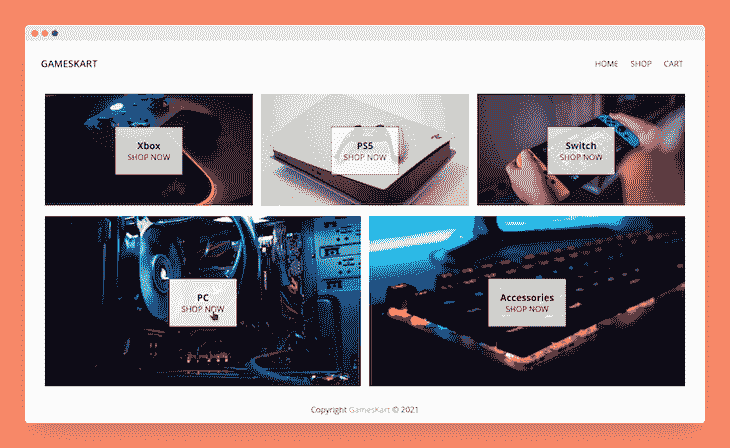 GAMESKART
HOME SHOP CART
Xbox
SHOP NOW
PS5
SHOP NOW
Switch
SHOP NOW
PC
SHOP NOW
Accessories
SHOP NOW
Copyright GamesKart © 2021